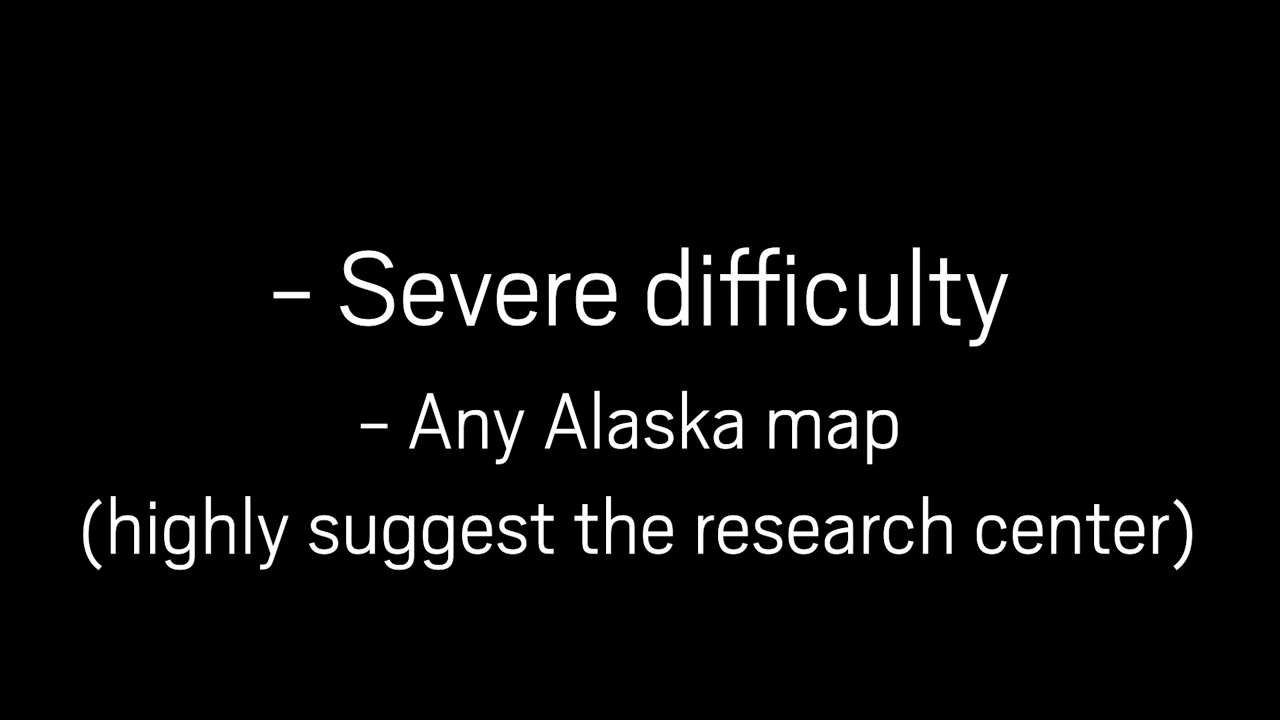 – Severe difficulty
– Any Alaska map
(highly suggest the research center)